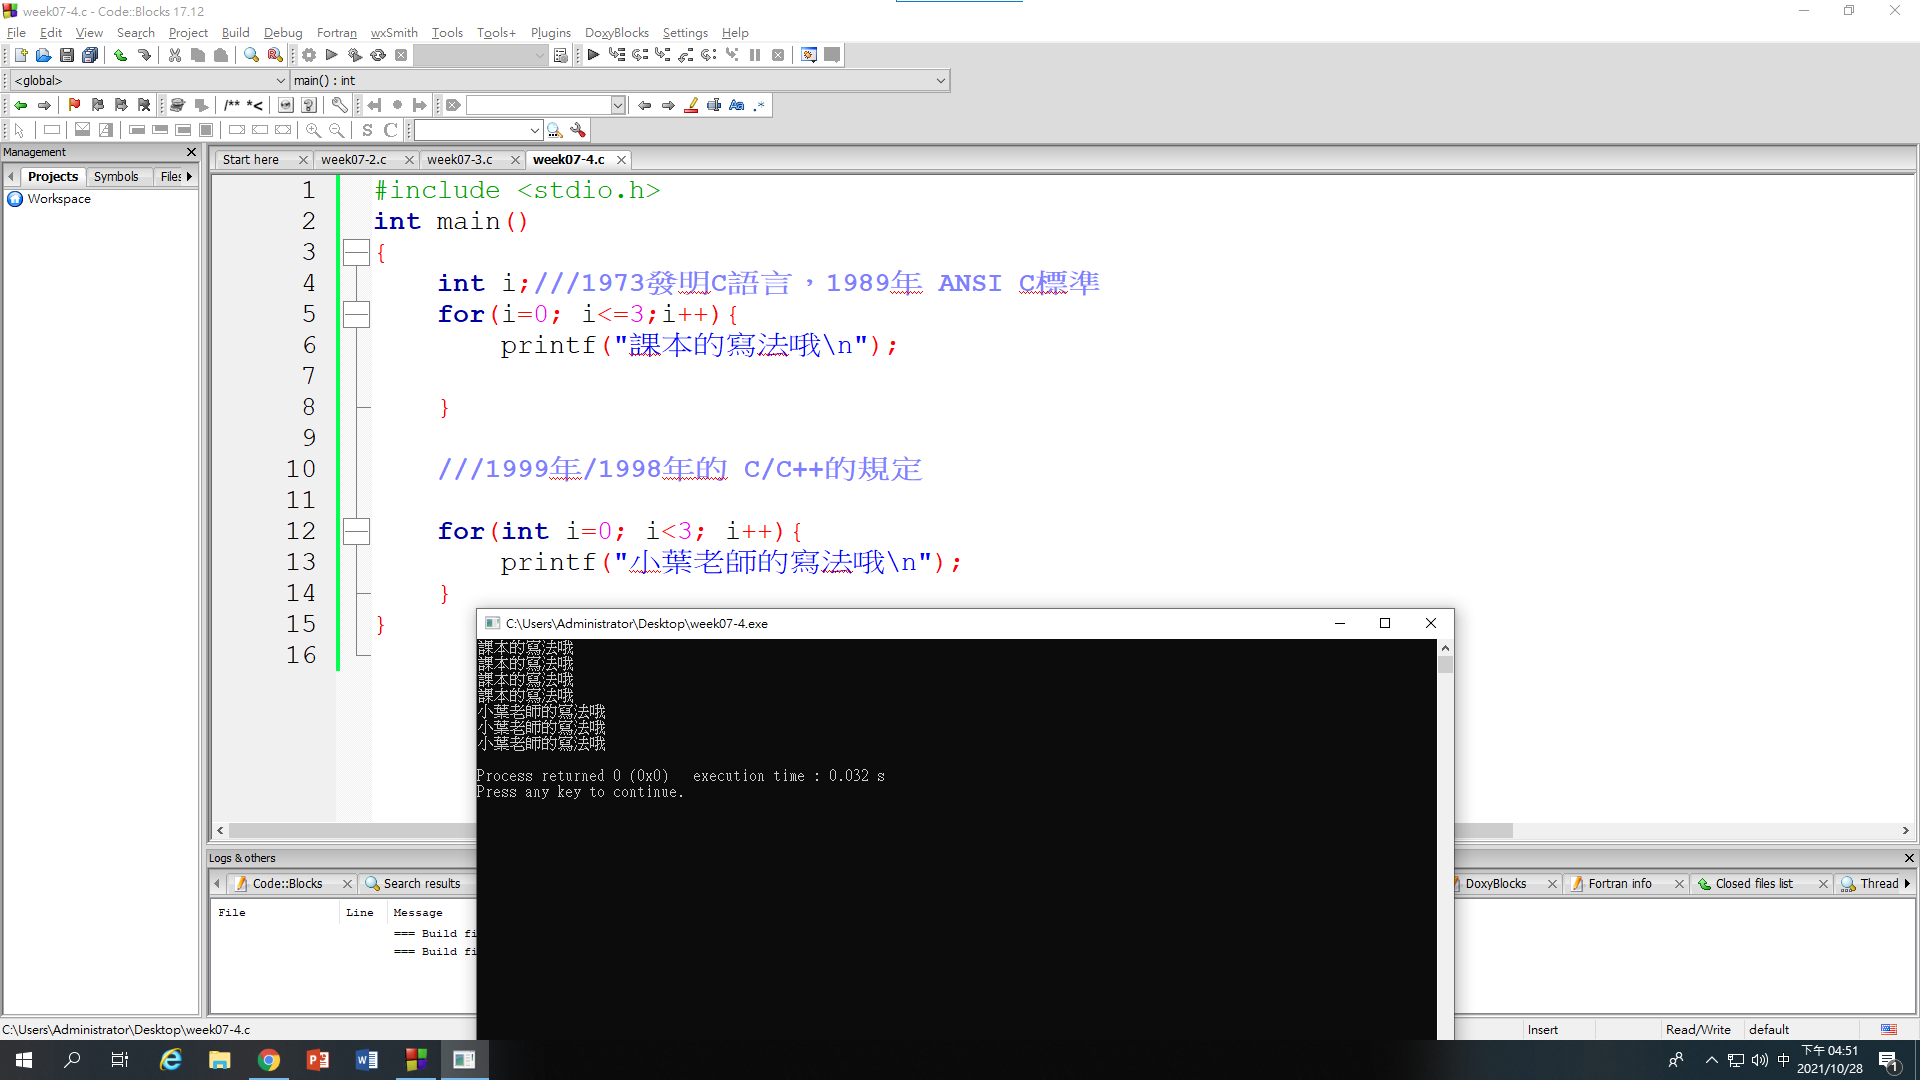 week07-4.c - Code::Blocks 17.12
File Edit View Search Project Build Debug Fortran wxSmith Tools Tools+ Plugins DoxyBlocks Settings Help
<global> main() : int
/** *<
S C
Management
Projects Symbols Files
Workspace
Start here week07-2.c week07-3.c week07-4.c
1 #include <stdio.h>
2 int main()
3 {
4 int i;///1973發明C語言，1989年 ANSI C標準
5 for(i=0; i<=3;i++){
6 printf("課本的寫法哦\n");
7
8 }
9
10 ///1999年/1998年的 C/C++的規定
11
12 for(int i=0; i<3; i++){
13 printf("小葉老師的寫法哦\n");
14 }
15 }
16
C:\Users\Administrator\Desktop\week07-4.exe
課本的寫法哦
課本的寫法哦
課本的寫法哦
課本的寫法哦
小葉老師的寫法哦
小葉老師的寫法哦
小葉老師的寫法哦
Process returned 0 (0x0) execution time : 0.032 s
Press any key to continue.
Logs & others
Code::Blocks Search results DoxyBlocks Fortran info Closed files list Thread
File Line Message
=== Build fi
=== Build fi
C:\Users\Administrator\Desktop\week07-4.c Insert Read/Write default
中 下午 04:51
2021/10/28
1